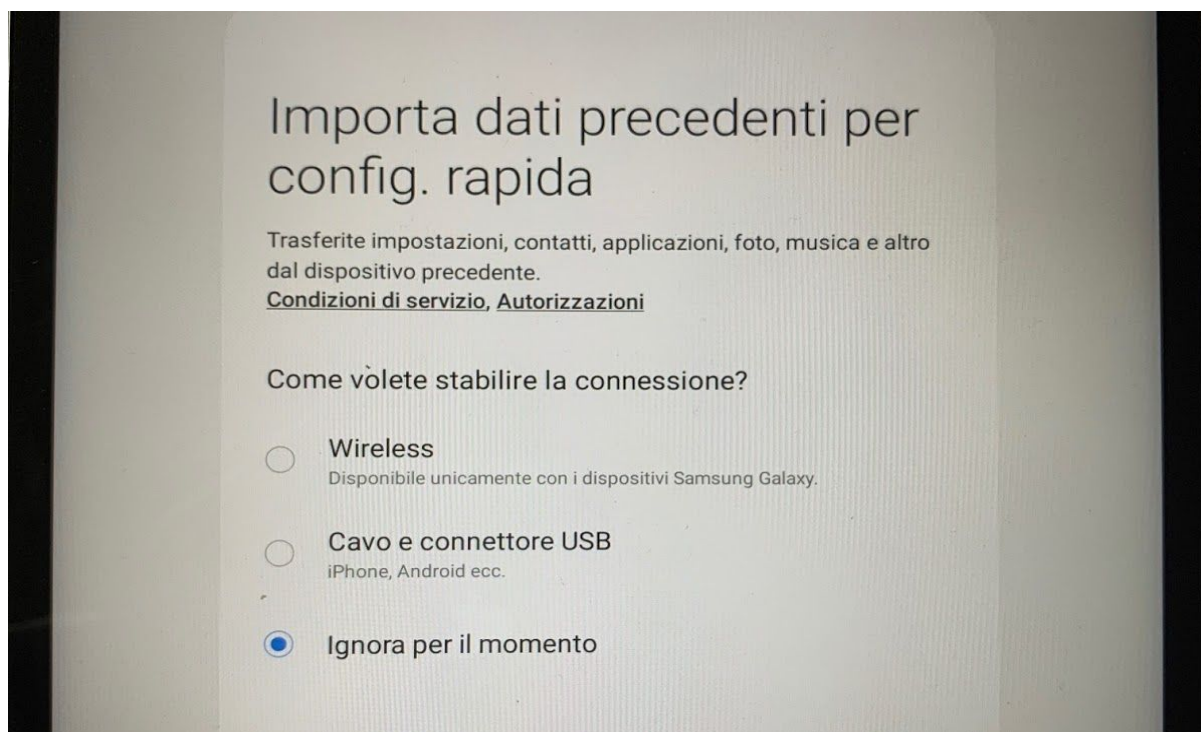 Importa dati precedenti per
config. rapida
Trasferite impostazioni, contatti, applicazioni, foto, musica e altro
dal dispositivo precedente.
Condizioni di servizio, Autorizzazioni
Come volete stabilire la connessione?
Wireless
Disponibile unicamente con i dispositivi Samsung Galaxy.
Cavo e connettore USB
iPhone, Android ecc.
Ignora per il momento